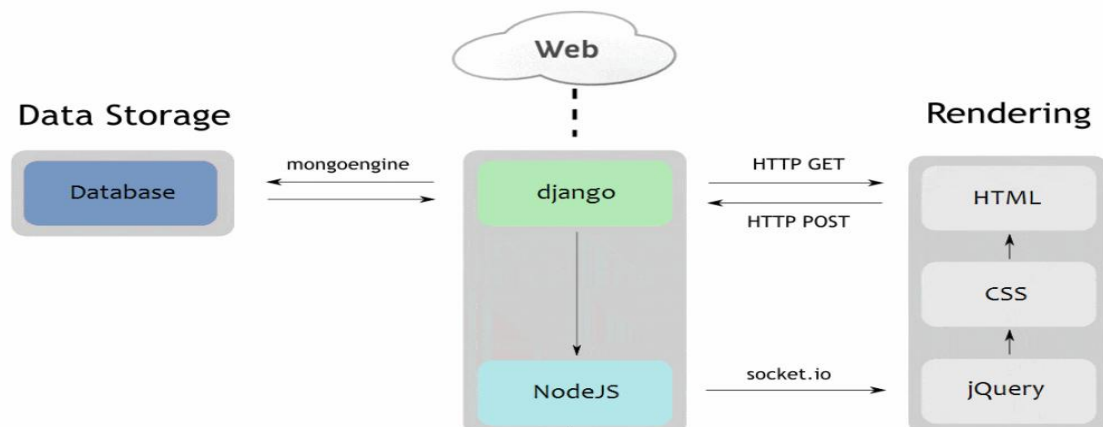 Web
Data Storage
Rendering
Database
mongoengine
django
HTTP GET
HTTP POST
HTML
CSS
NodeJS
socket.io
jQuery